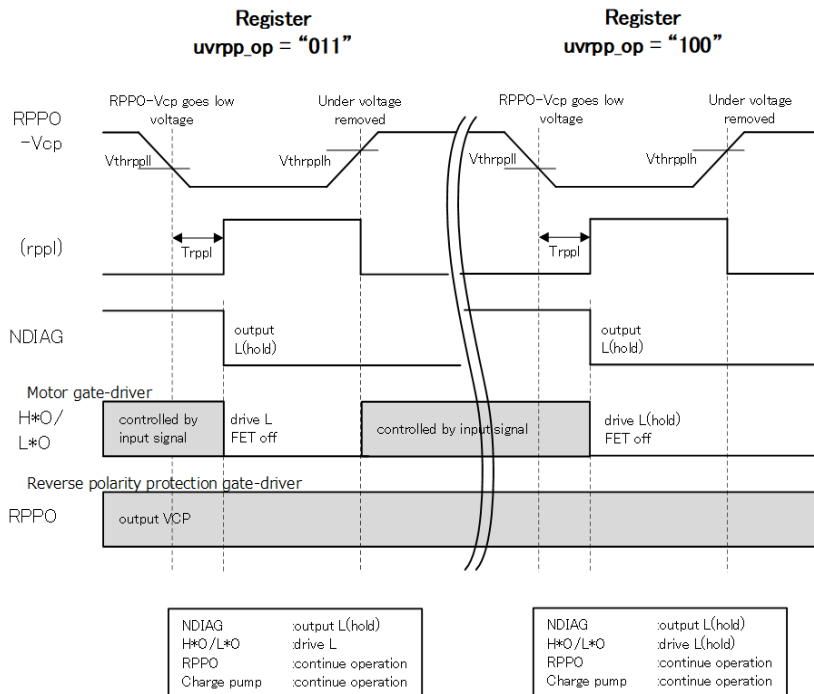 Register
uvrpp_op = “011”
Register
uvrpp_op = “100”
RPPO-Vcp goes low
voltage
Under voltage
removed
RPPO-Vcp goes low
voltage
Under voltage
removed
RPPO
-Vcp
Vthrppll
Vthrpplh
Vthrppll
Vthrpplh
(rppl)
Trppl
Trppl
NDIAG
output
L(hold)
output
L(hold)
Motor gate-driver
H*O/
L*O
controlled by
input signal
drive L
FET off
controlled by input signal
drive L(hold)
FET off
Reverse polarity protection gate-driver
RPPO
output VCP
NDIAG :output L(hold)
H*O/L*O :drive L
RPPO :continue operation
Charge pump :continue operation
NDIAG :output L(hold)
H*O/L*O :drive L(hold)
RPPO :continue operation
Charge pump :continue operation